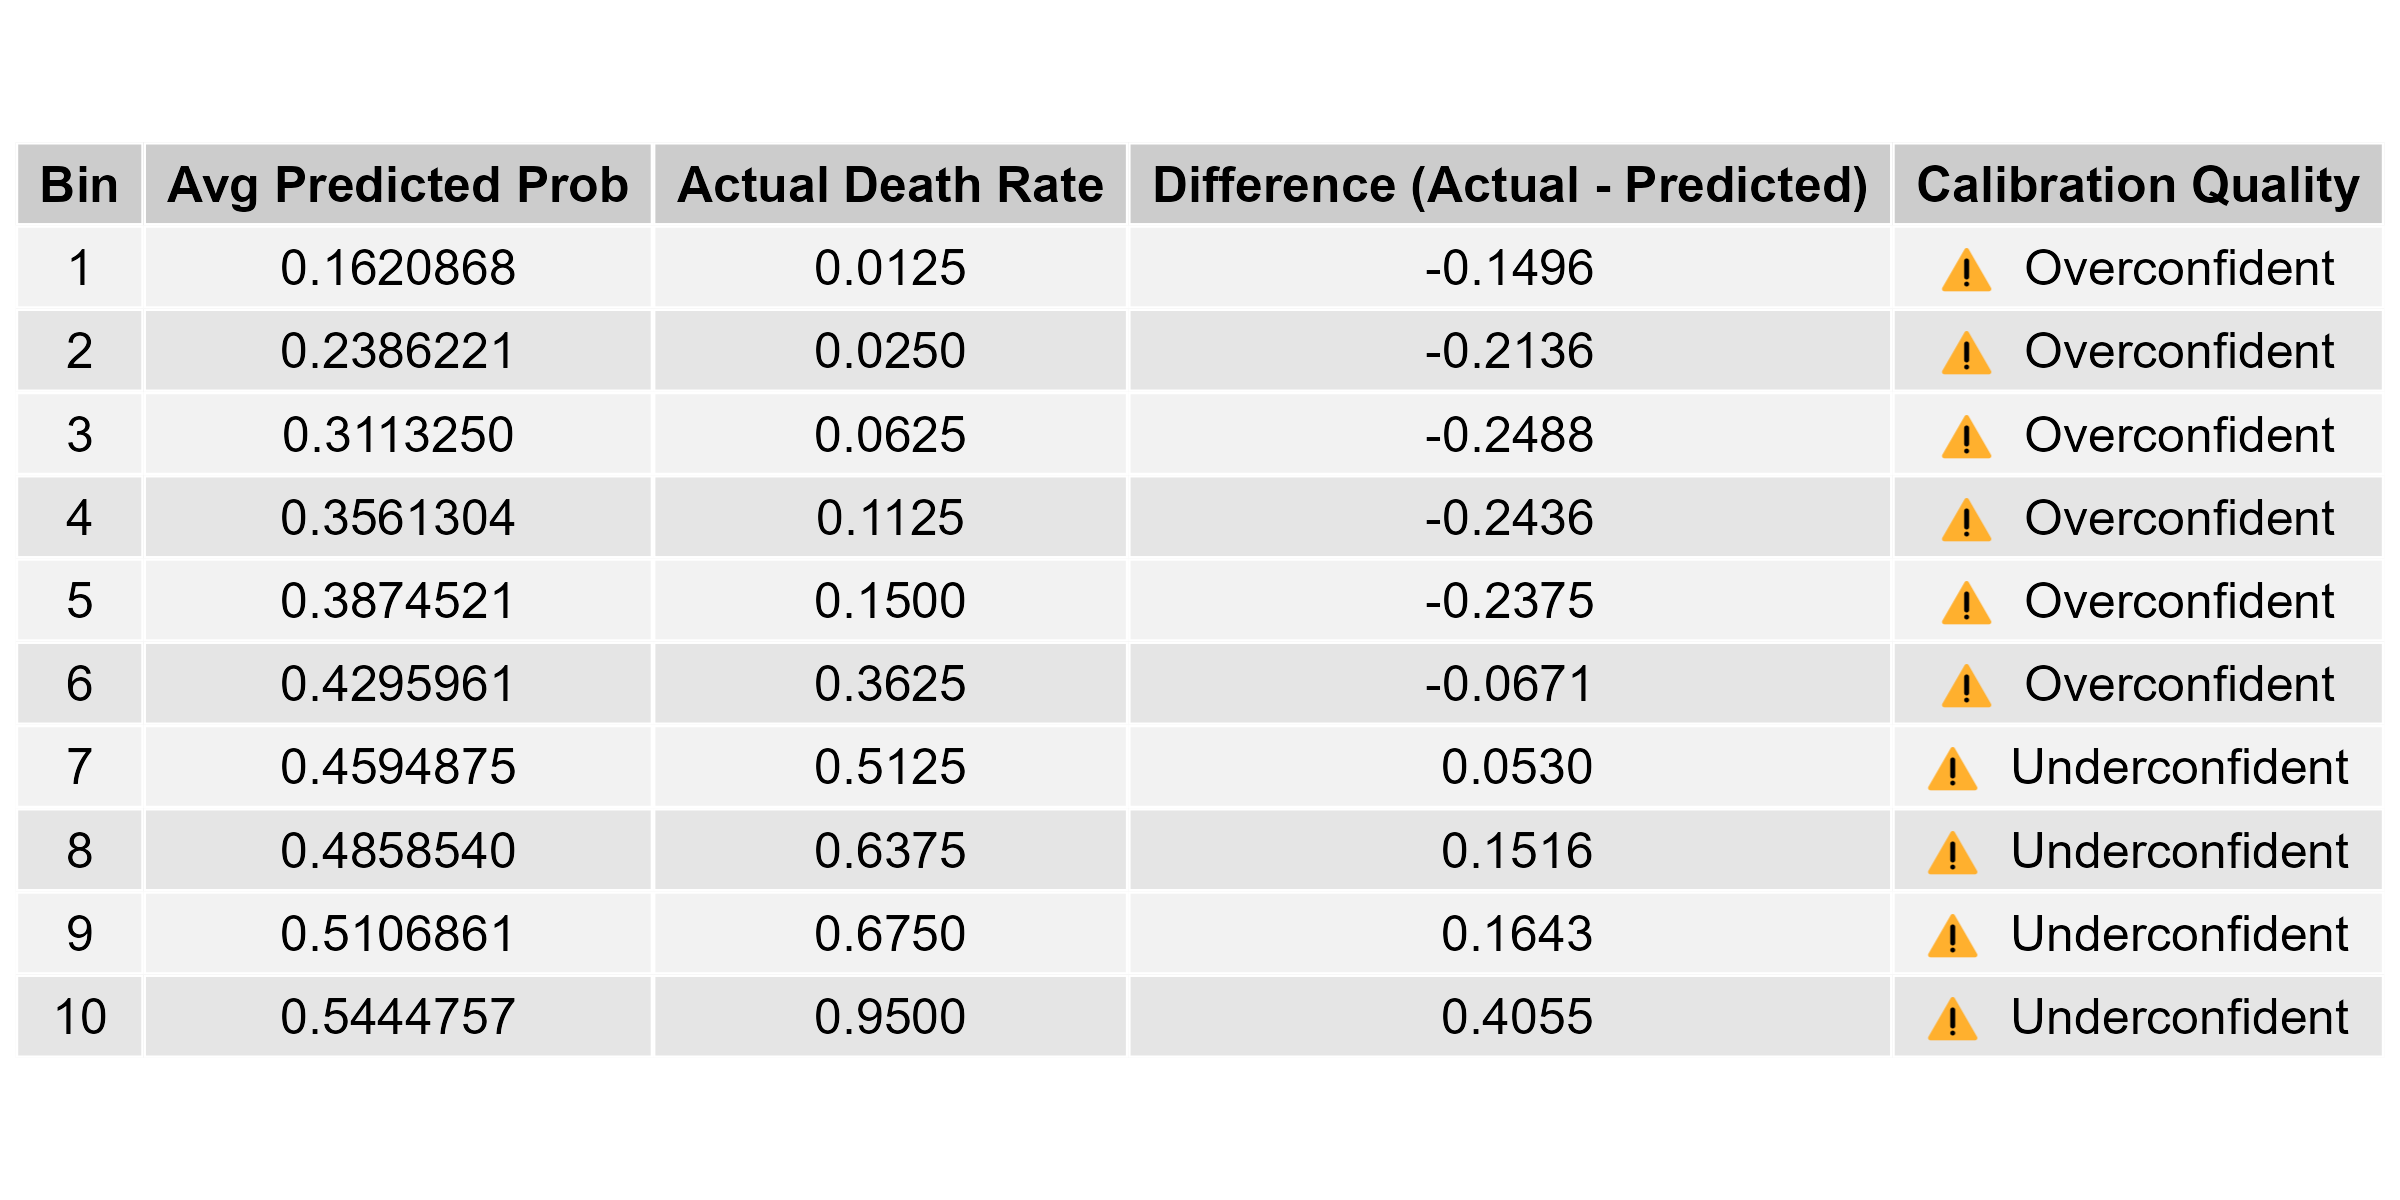 Bin Avg Predicted Prob Actual Death Rate Difference (Actual - Predicted) Calibration Quality
1 0.1620868 0.0125 -0.1496 ⚠️ Overconfident
2 0.2386221 0.0250 -0.2136 ⚠️ Overconfident
3 0.3113250 0.0625 -0.2488 ⚠️ Overconfident
4 0.3561304 0.1125 -0.2436 ⚠️ Overconfident
5 0.3874521 0.1500 -0.2375 ⚠️ Overconfident
6 0.4295961 0.3625 -0.0671 ⚠️ Overconfident
7 0.4594875 0.5125 0.0530 ⚠️ Underconfident
8 0.4858540 0.6375 0.1516 ⚠️ Underconfident
9 0.5106861 0.6750 0.1643 ⚠️ Underconfident
10 0.5444757 0.9500 0.4055 ⚠️ Underconfident